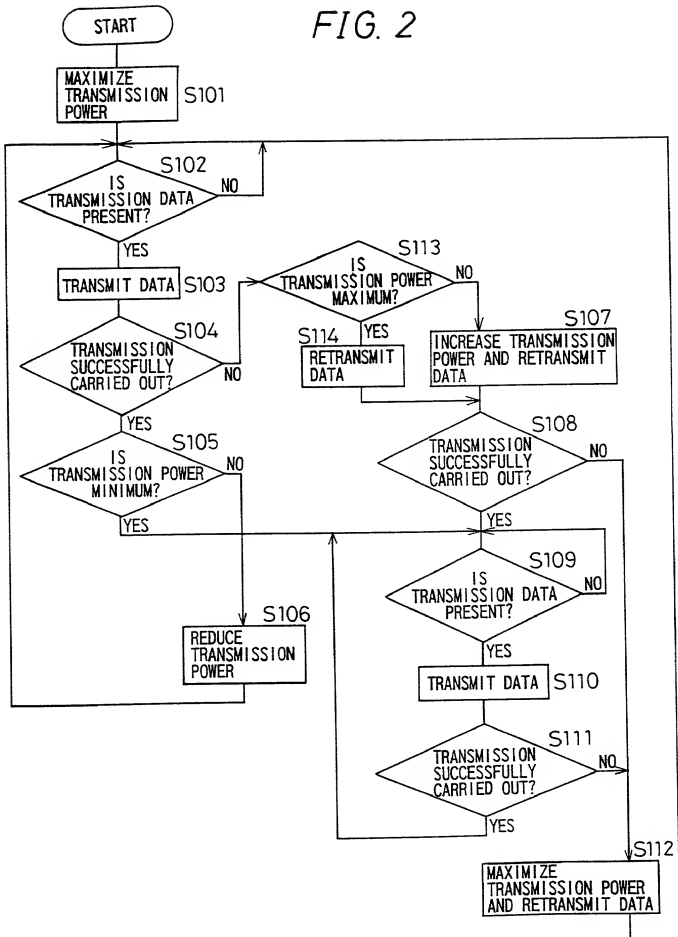 FIG. 2
START
MAXIMIZE
TRANSMISSION
POWER
S101
S102
IS
TRANSMISSION DATA
PRESENT?
NO
YES
TRANSMIT DATA
S103
S104
TRANSMISSION
SUCCESSFULLY
CARRIED OUT?
NO
YES
S105
IS
TRANSMISSION POWER
MINIMUM?
NO
YES
S106
REDUCE
TRANSMISSION
POWER
S113
IS
TRANSMISSION POWER
MAXIMUM?
NO
YES
S114
RETRANSMIT
DATA
S107
INCREASE TRANSMISSION
POWER AND RETRANSMIT
DATA
S108
TRANSMISSION
SUCCESSFULLY
CARRIED OUT?
NO
YES
S109
IS
TRANSMISSION DATA
PRESENT?
NO
YES
TRANSMIT DATA
S110
S111
TRANSMISSION
SUCCESSFULLY
CARRIED OUT?
NO
YES
S112
MAXIMIZE
TRANSMISSION POWER
AND RETRANSMIT DATA